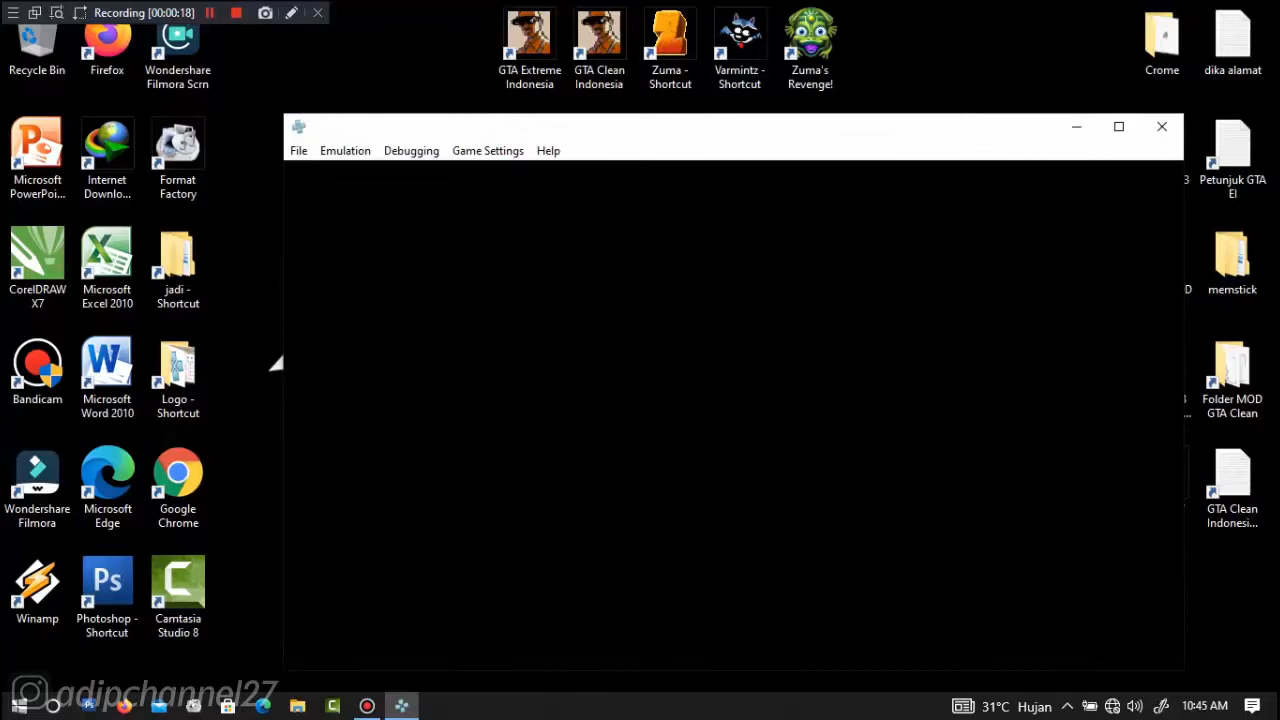 Recording [00:00:18]
Recycle Bin
Firefox
Wondershare
Filmora Scrn
GTA Extreme
Indonesia
GTA Clean
Indonesia
Zuma -
Shortcut
Varmintz -
Shortcut
Zuma's
Revenge!
Crome
dika alamat
File
Emulation
Debugging
Game Settings
Help
Microsoft
PowerPoi...
Internet
Downlo...
Format
Factory
3
Petunjuk GTA
EI
CorelDRAW
X7
Microsoft
Excel 2010
jadi -
Shortcut
D
memstick
Bandicam
Microsoft
Word 2010
Logo -
Shortcut
3
...
Folder MOD
GTA Clean
Wondershare
Filmora
Microsoft
Edge
Google
Chrome
GTA Clean
Indonesi...
Ps
Winamp
Photoshop -
Shortcut
Camtasia
Studio 8
adipchannel27
31°C Hujan
10:45 AM